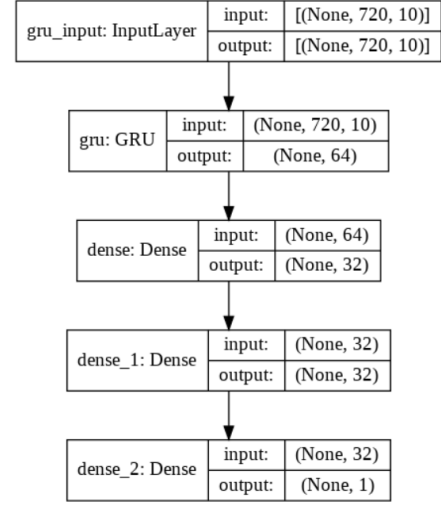 gru_input: InputLayer
input: [(None, 720, 10)]
output: [(None, 720, 10)]
gru: GRU
input: (None, 720, 10)
output: (None, 64)
dense: Dense
input: (None, 64)
output: (None, 32)
dense_1: Dense
input: (None, 32)
output: (None, 32)
dense_2: Dense
input: (None, 32)
output: (None, 1)